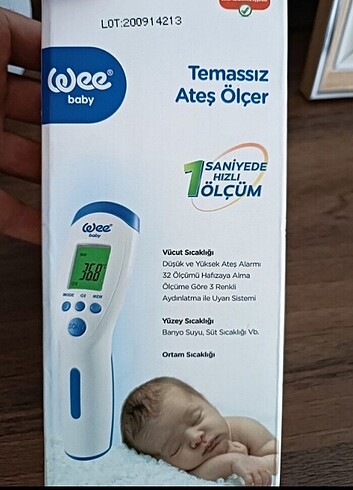 LOT:200914213
Wee®
baby
Temassız
Ateş Ölçer
1 SANİYEDE
HIZLI
ÖLÇÜM
Vücut Sıcaklığı
Düşük ve Yüksek Ateş Alarmı
32 Ölçümü Hafızaya Alma
Ölçüme Göre 3 Renkli
Aydınlatma ile Uyarı Sistemi
Yüzey Sıcaklığı
Banyo Suyu, Süt Sıcaklığı Vb.
Ortam Sıcaklığı
Wee®
baby
36.8
MODE
MEM